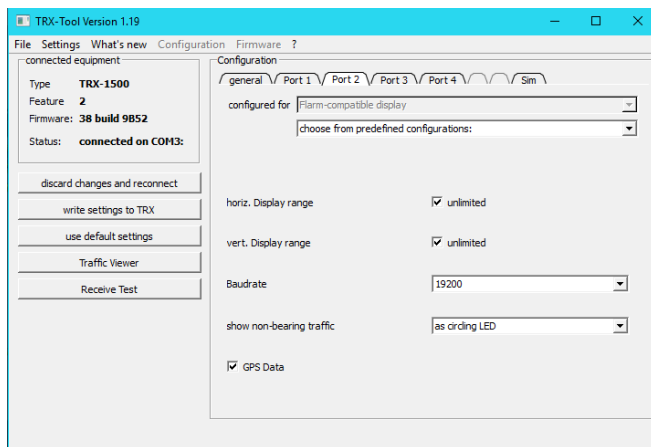 TRX-Tool Version 1.19
File Settings What's new Configuration Firmware ?
connected equipment
Type TRX-1500
Feature 2
Firmware: 38 build 9B52
Status: connected on COM3:
discard changes and reconnect
write settings to TRX
use default settings
Traffic Viewer
Receive Test
Configuration
general Port 1 Port 2 Port 3 Port 4 Sim
configured for Flarm-compatible display
choose from predefined configurations:
horiz. Display range unlimited
vert. Display range unlimited
Baudrate 19200
show non-bearing traffic as circling LED
GPS Data